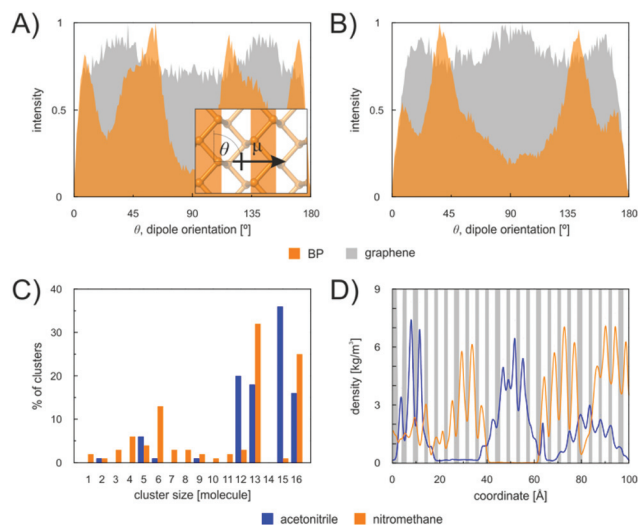 A)
1
0.5
0
intensity
0 45 90 135 180
θ, dipole orientation [º]
θ μ
B)
1
0.5
0
intensity
0 45 90 135 180
θ, dipole orientation [º]
BP graphene
C)
40
30
20
10
0
% of clusters
1 2 3 4 5 6 7 8 9 10 11 12 13 14 15 16
cluster size [molecule]
D)
9
6
3
0
density [kg/m³]
0 20 40 60 80 100
coordinate [Å]
acetonitrile nitromethane